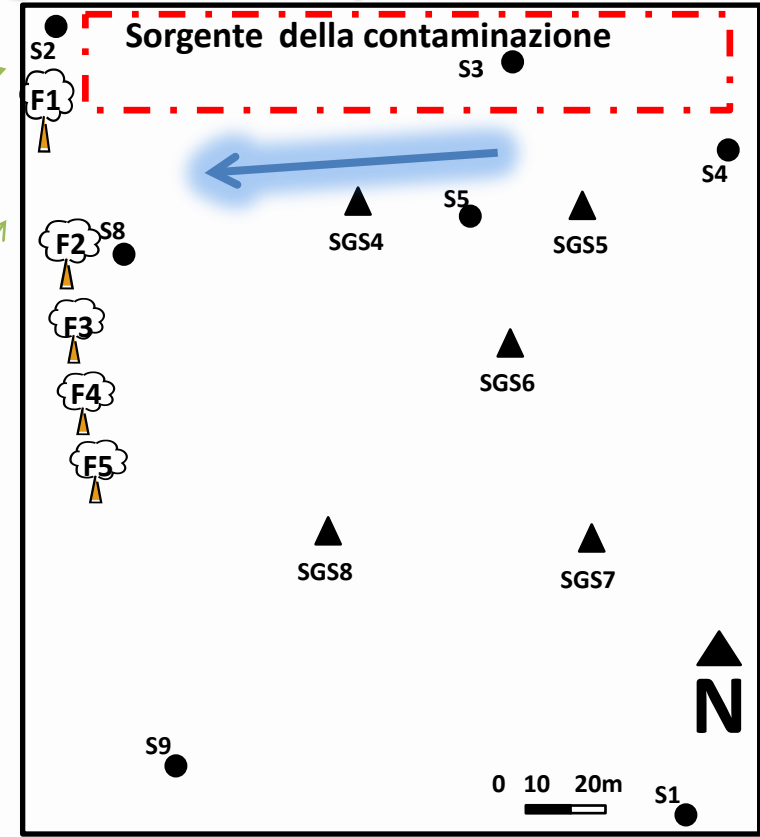 Sorgente della contaminazione
S2
S3
F1
S4
S5
SGS4
SGS5
F2
S8
F3
SGS6
F4
F5
SGS8
SGS7
N
S9
0 10 20m
S1